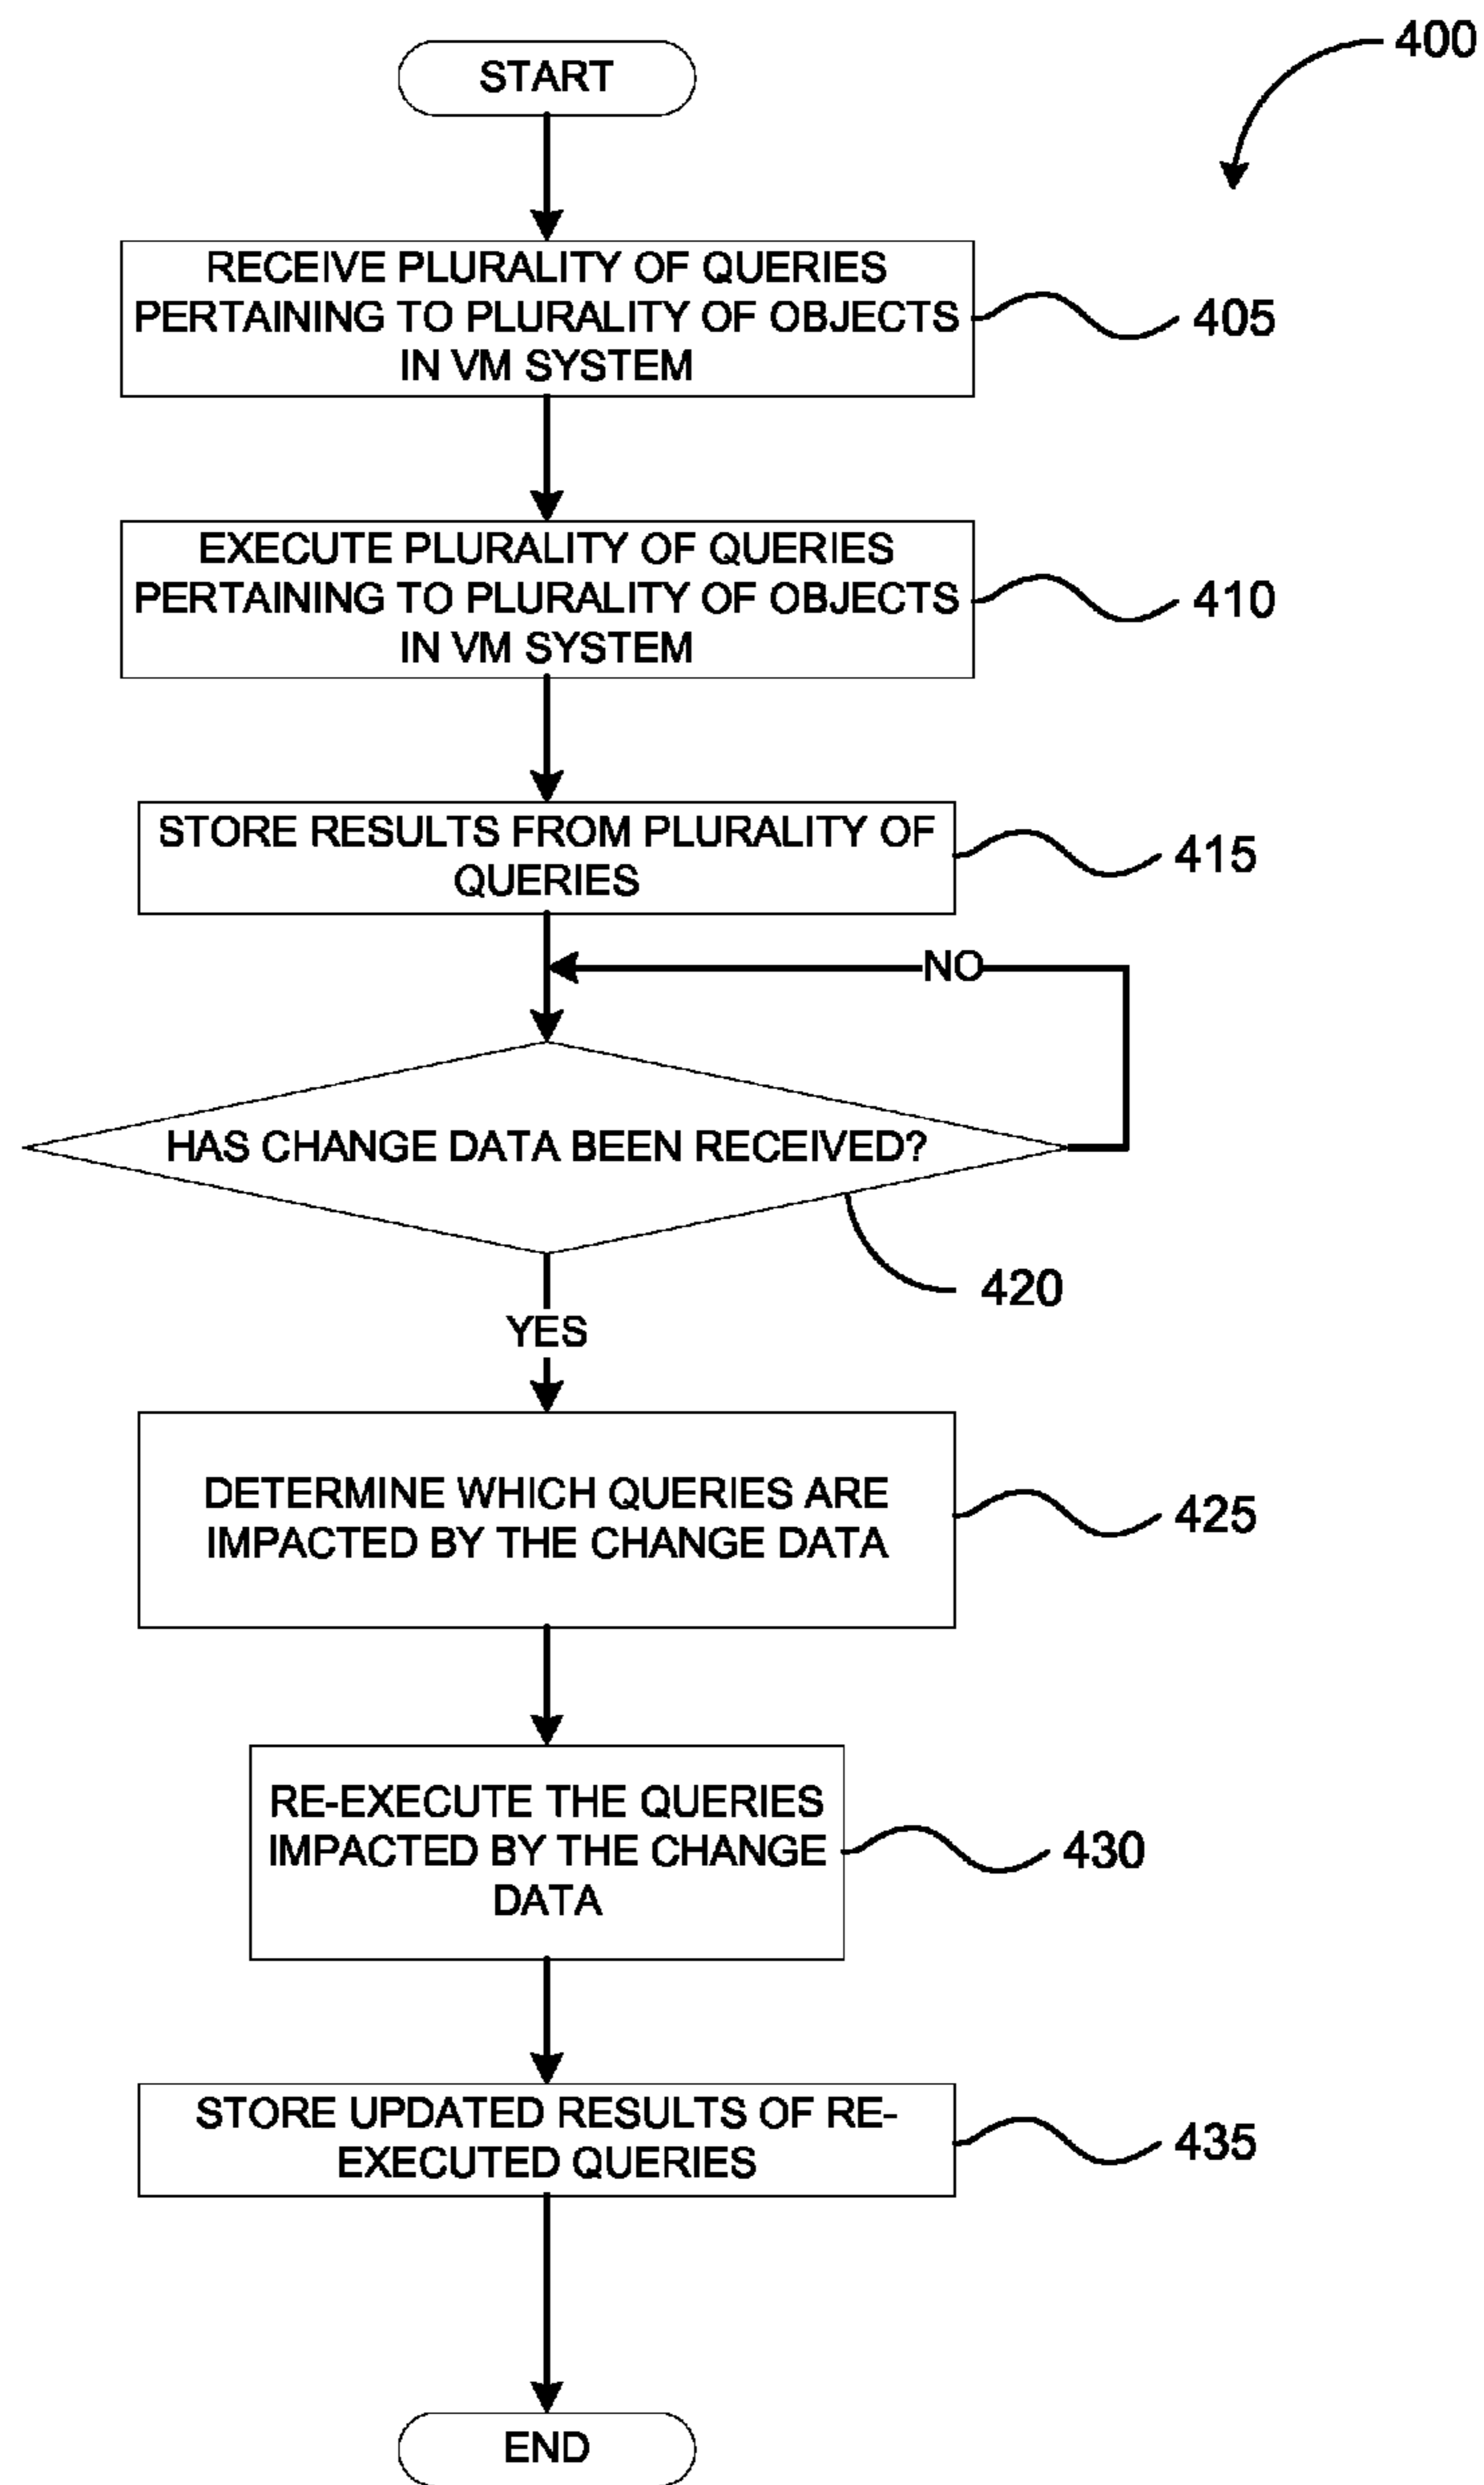 400
START
RECEIVE PLURALITY OF QUERIES
PERTAINING TO PLURALITY OF OBJECTS
IN VM SYSTEM
405
EXECUTE PLURALITY OF QUERIES
PERTAINING TO PLURALITY OF OBJECTS
IN VM SYSTEM
410
STORE RESULTS FROM PLURALITY OF
QUERIES
415
NO
HAS CHANGE DATA BEEN RECEIVED?
420
YES
DETERMINE WHICH QUERIES ARE
IMPACTED BY THE CHANGE DATA
425
RE-EXECUTE THE QUERIES
IMPACTED BY THE CHANGE
DATA
430
STORE UPDATED RESULTS OF RE-
EXECUTED QUERIES
435
END